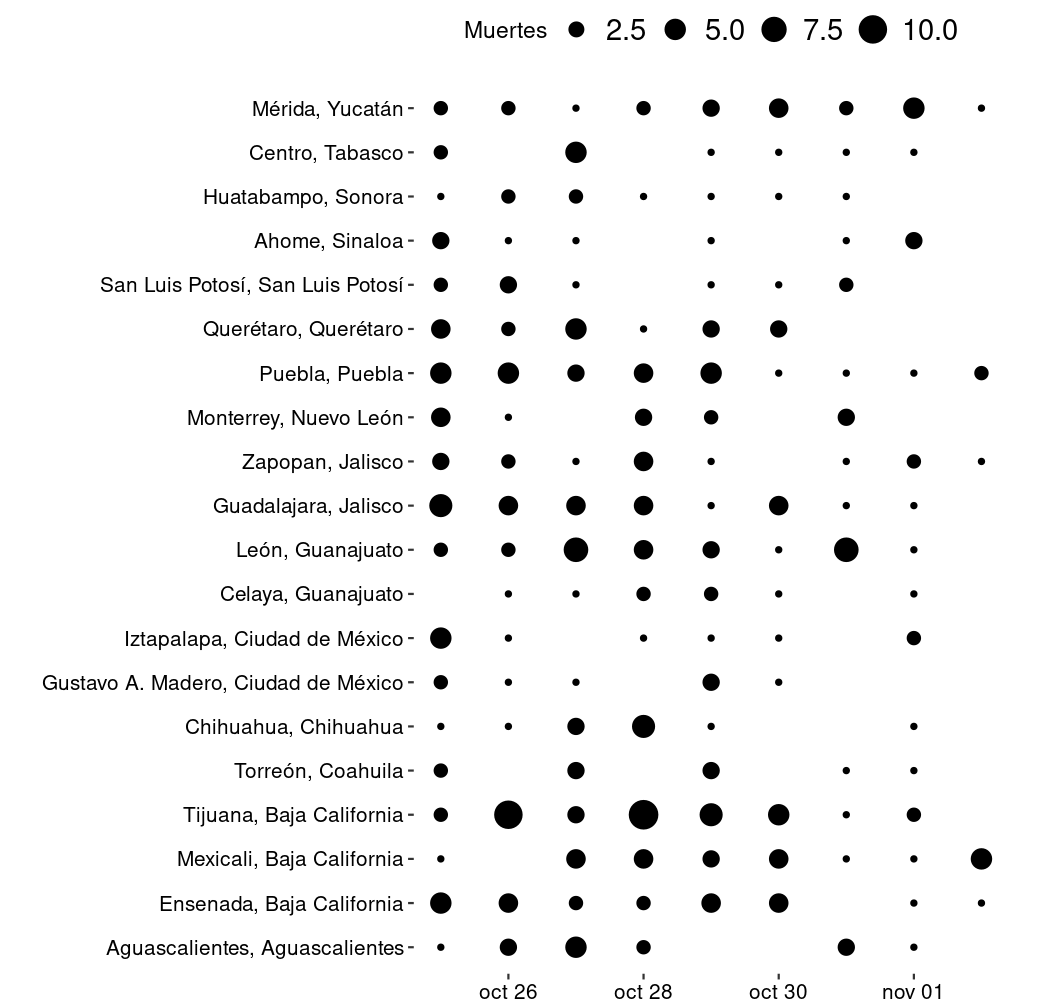 Muertes 2.5 5.0 7.5 10.0
Mérida, Yucatán
Centro, Tabasco
Huatabampo, Sonora
Ahome, Sinaloa
San Luis Potosí, San Luis Potosí
Querétaro, Querétaro
Puebla, Puebla
Monterrey, Nuevo León
Zapopan, Jalisco
Guadalajara, Jalisco
León, Guanajuato
Celaya, Guanajuato
Iztapalapa, Ciudad de México
Gustavo A. Madero, Ciudad de México
Chihuahua, Chihuahua
Torreón, Coahuila
Tijuana, Baja California
Mexicali, Baja California
Ensenada, Baja California
Aguascalientes, Aguascalientes
oct 26 oct 28 oct 30 nov 01